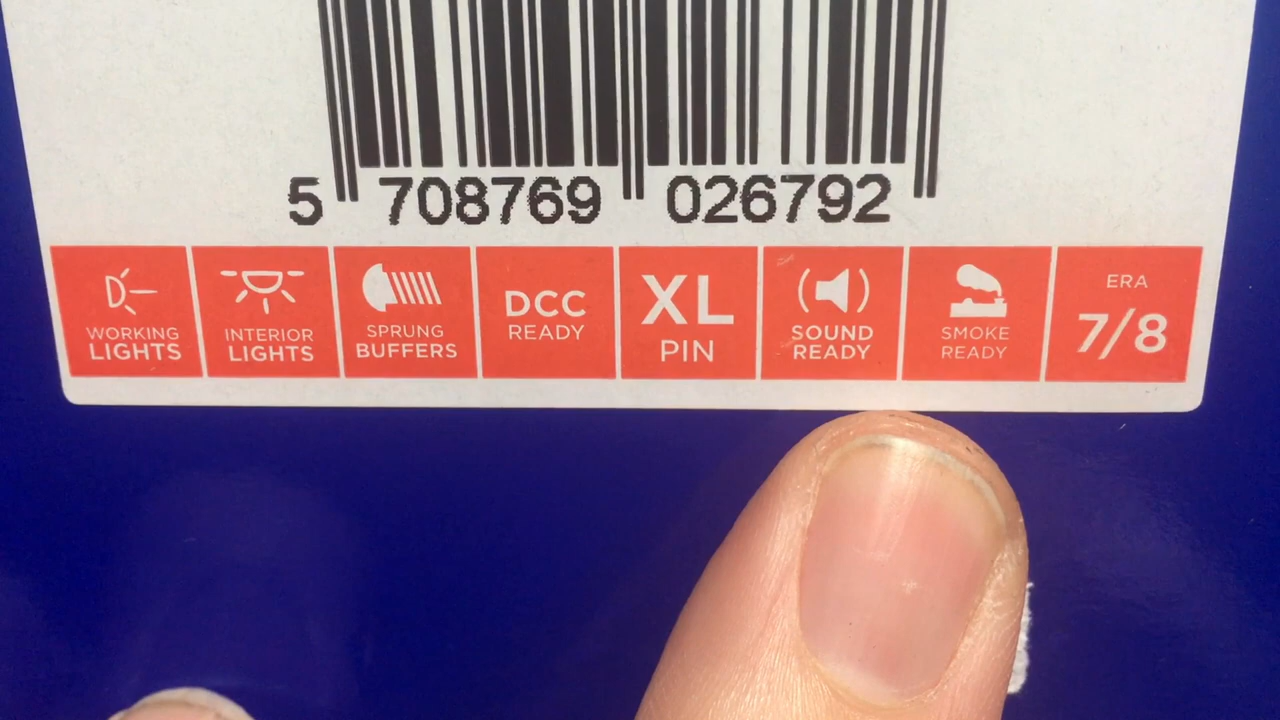 5 708769 026792
WORKING LIGHTS
INTERIOR LIGHTS
SPRUNG BUFFERS
DCC READY
XL PIN
SOUND READY
SMOKE READY
ERA 7/8